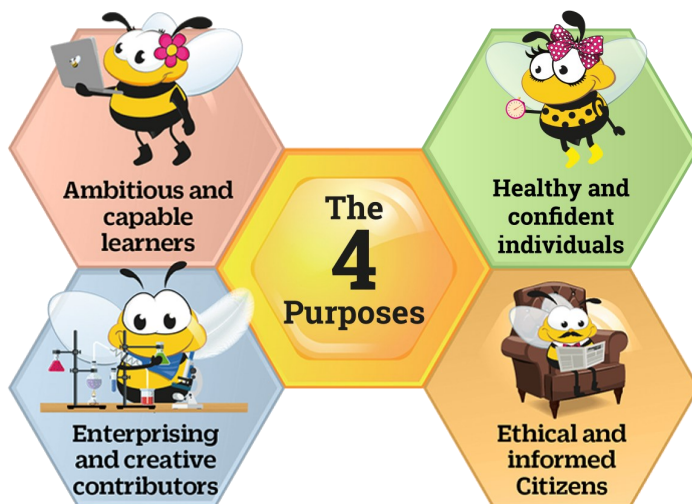 Ambitious and
capable
learners
Healthy and
confident
individuals
The
4
Purposes
Enterprising
and creative
contributors
Ethical and
informed
Citizens